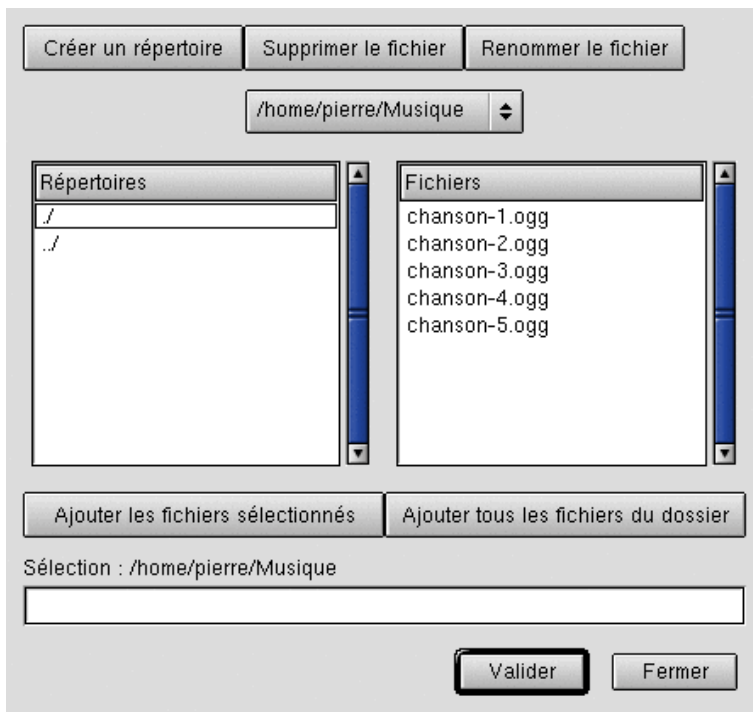 Créer un répertoire Supprimer le fichier Renommer le fichier
/home/pierre/Musique
Répertoires
./
../
Fichiers
chanson-1.ogg
chanson-2.ogg
chanson-3.ogg
chanson-4.ogg
chanson-5.ogg
Ajouter les fichiers sélectionnés Ajouter tous les fichiers du dossier
Sélection : /home/pierre/Musique
Valider Fermer